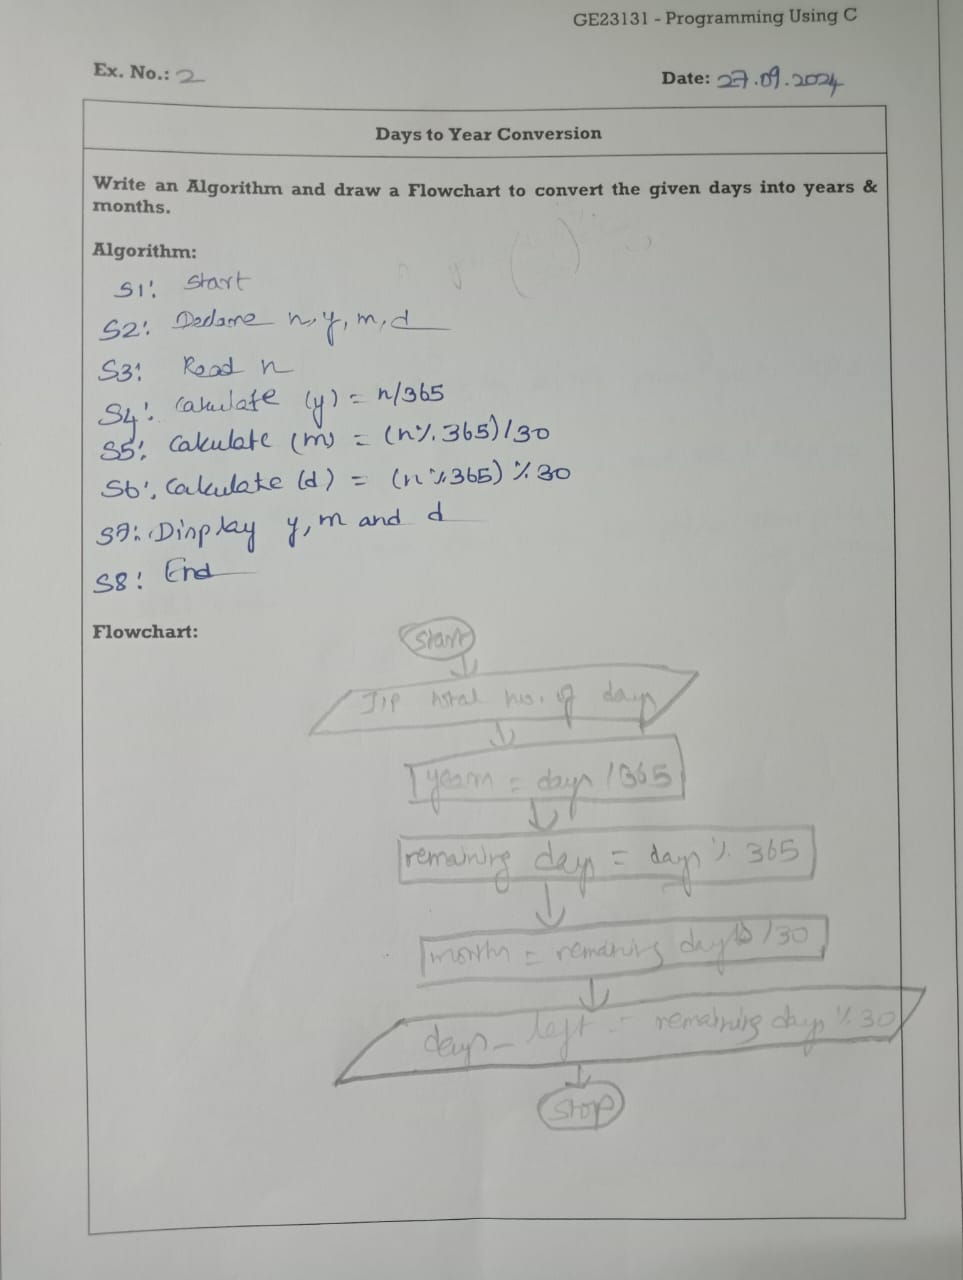 GE23131 - Programming Using C
Ex. No.: 2
Date: 27.09.2024
Days to Year Conversion
Write an Algorithm and draw a Flowchart to convert the given days into years &
months.
Algorithm:
S1: Start
S2: Declare n, y, m, d
S3: Read n
S4: Calculate (y) = n/365
S5: Calculate (m) = (n% 365)/30
S6: Calculate (d) = (n%365) % 30
S7: Display y, m and d
S8: End
Flowchart:
Start
I/P total no. of days
years = days / 365
remaining days = days % 365
month = remaining days /30
days_left = remaining days % 30
Stop